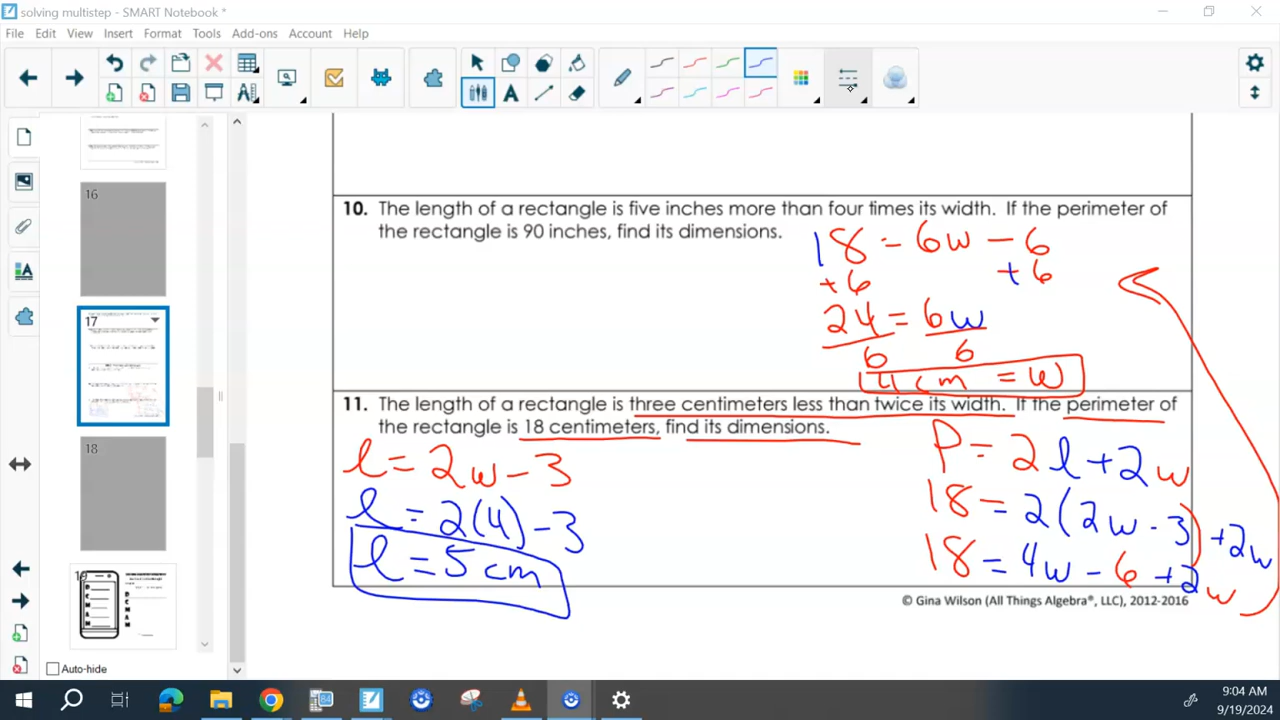 solving multistep - SMART Notebook *
File Edit View Insert Format Tools Add-ons Account Help
16
17
18
10. The length of a rectangle is five inches more than four times its width. If the perimeter of
the rectangle is 90 inches, find its dimensions.
18 = 6w - 6
+6 +6
24 = 6w
6 6
4 cm = w
11. The length of a rectangle is three centimeters less than twice its width. If the perimeter of
the rectangle is 18 centimeters, find its dimensions.
l = 2w - 3
l = 2(4) - 3
l = 5 cm
P = 2l + 2w
18 = 2(2w - 3) + 2w
18 = 4w - 6 + 2w
© Gina Wilson (All Things Algebra®, LLC), 2012-2016
Auto-hide
9:04 AM
9/19/2024